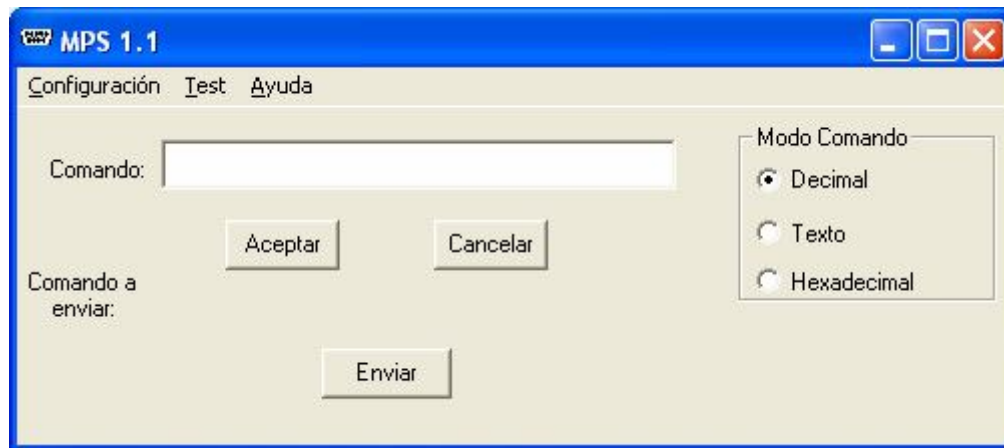 MPS 1.1
Configuración Test Ayuda
Comando:
Modo Comando
Decimal
Texto
Hexadecimal
Aceptar Cancelar
Comando a
enviar:
Enviar